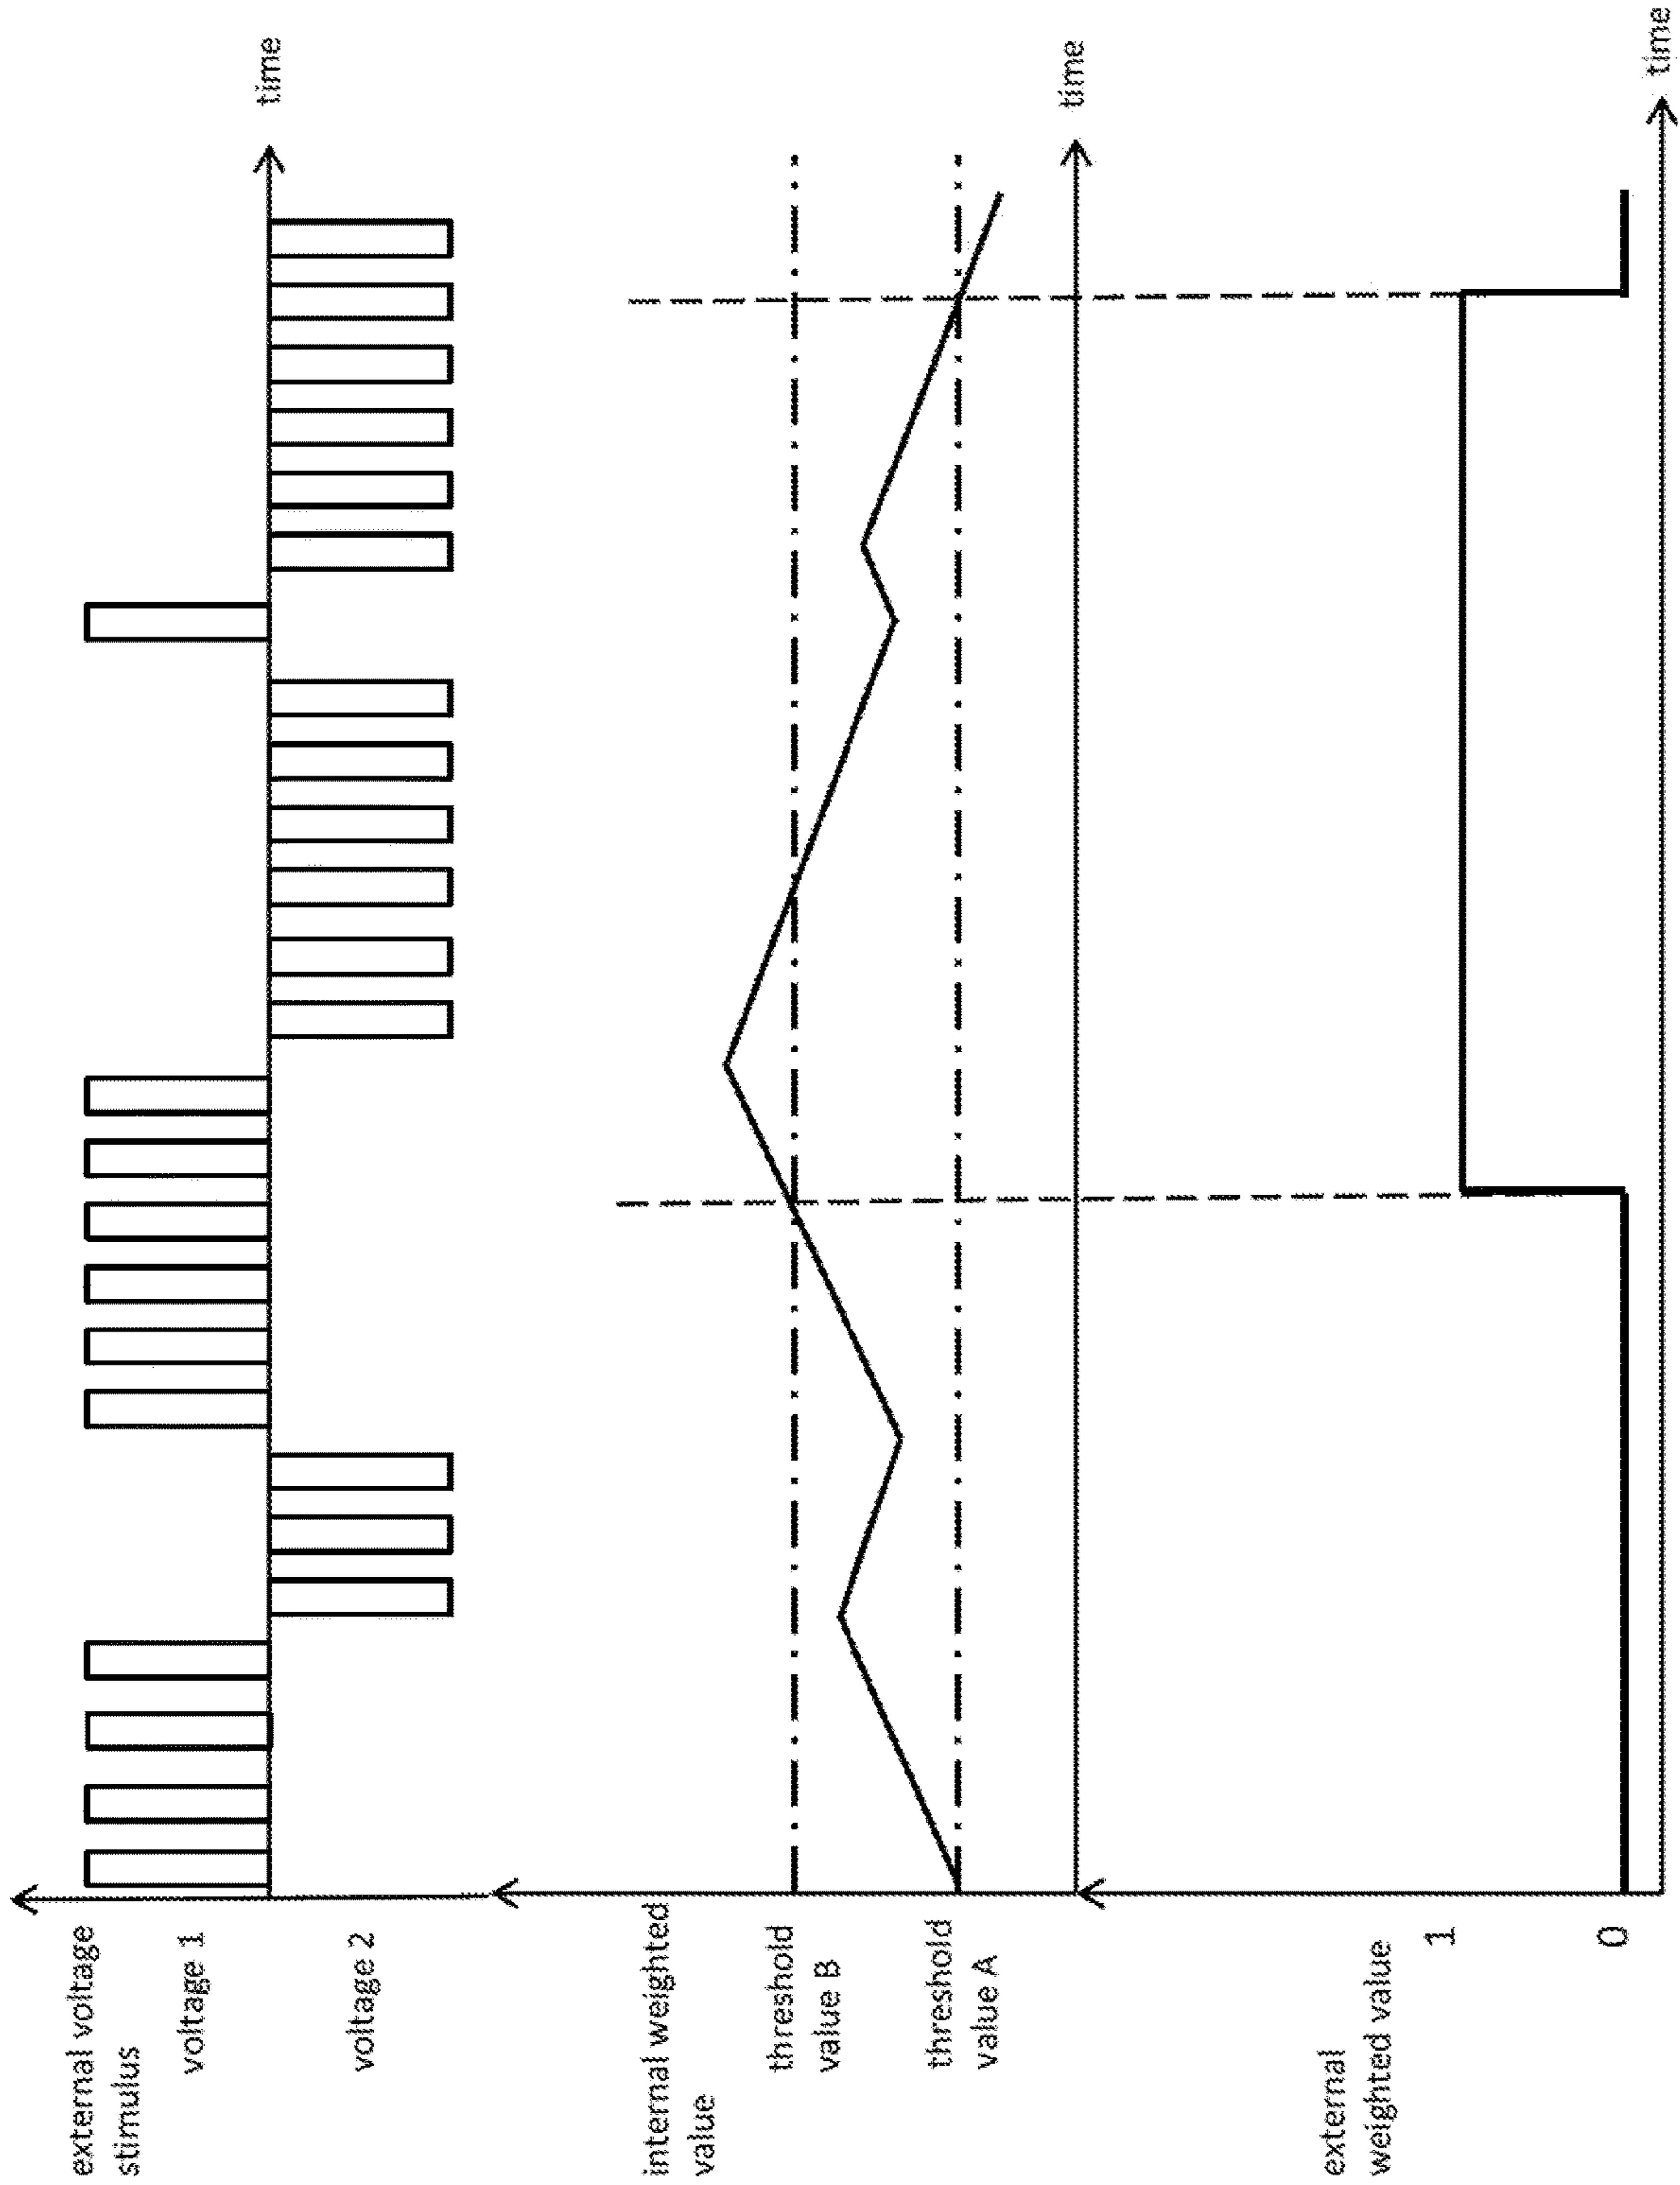 external voltage
stimulus
voltage 1
voltage 2
time
internal weighted
value
threshold
value B
threshold
value A
time
external
weighted value
1
0
time